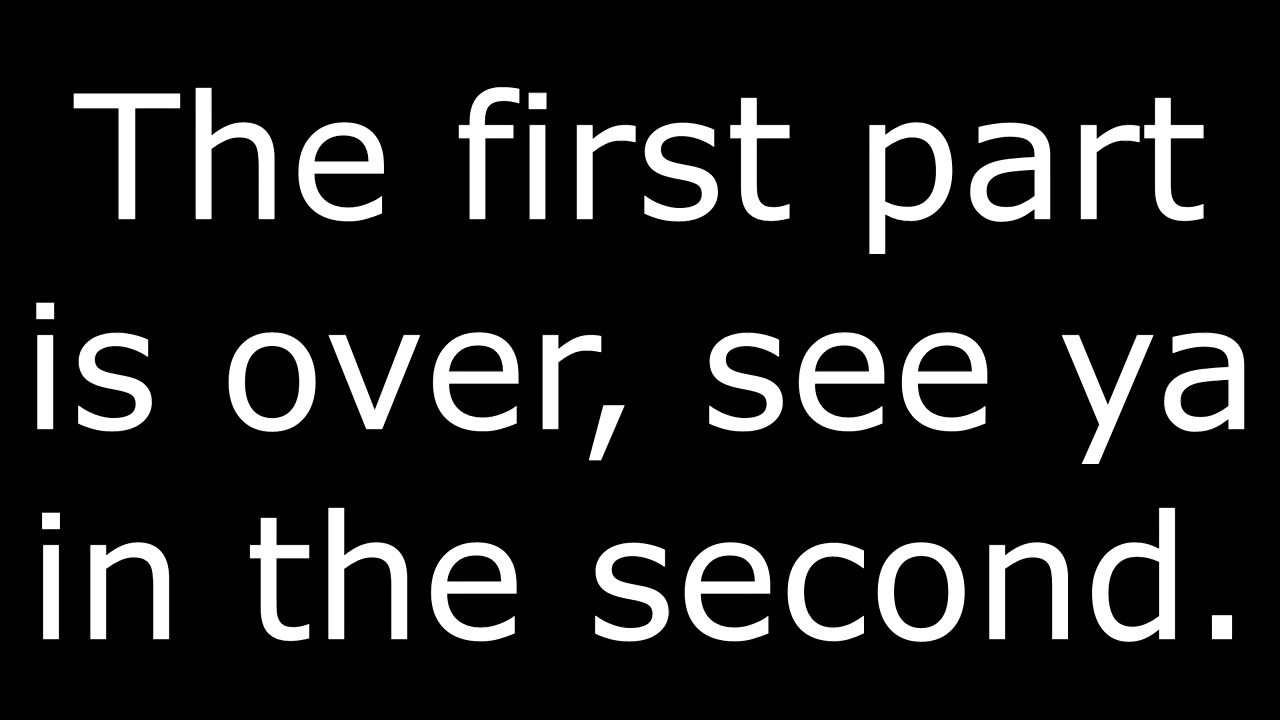 The first part
is over, see ya
in the second.